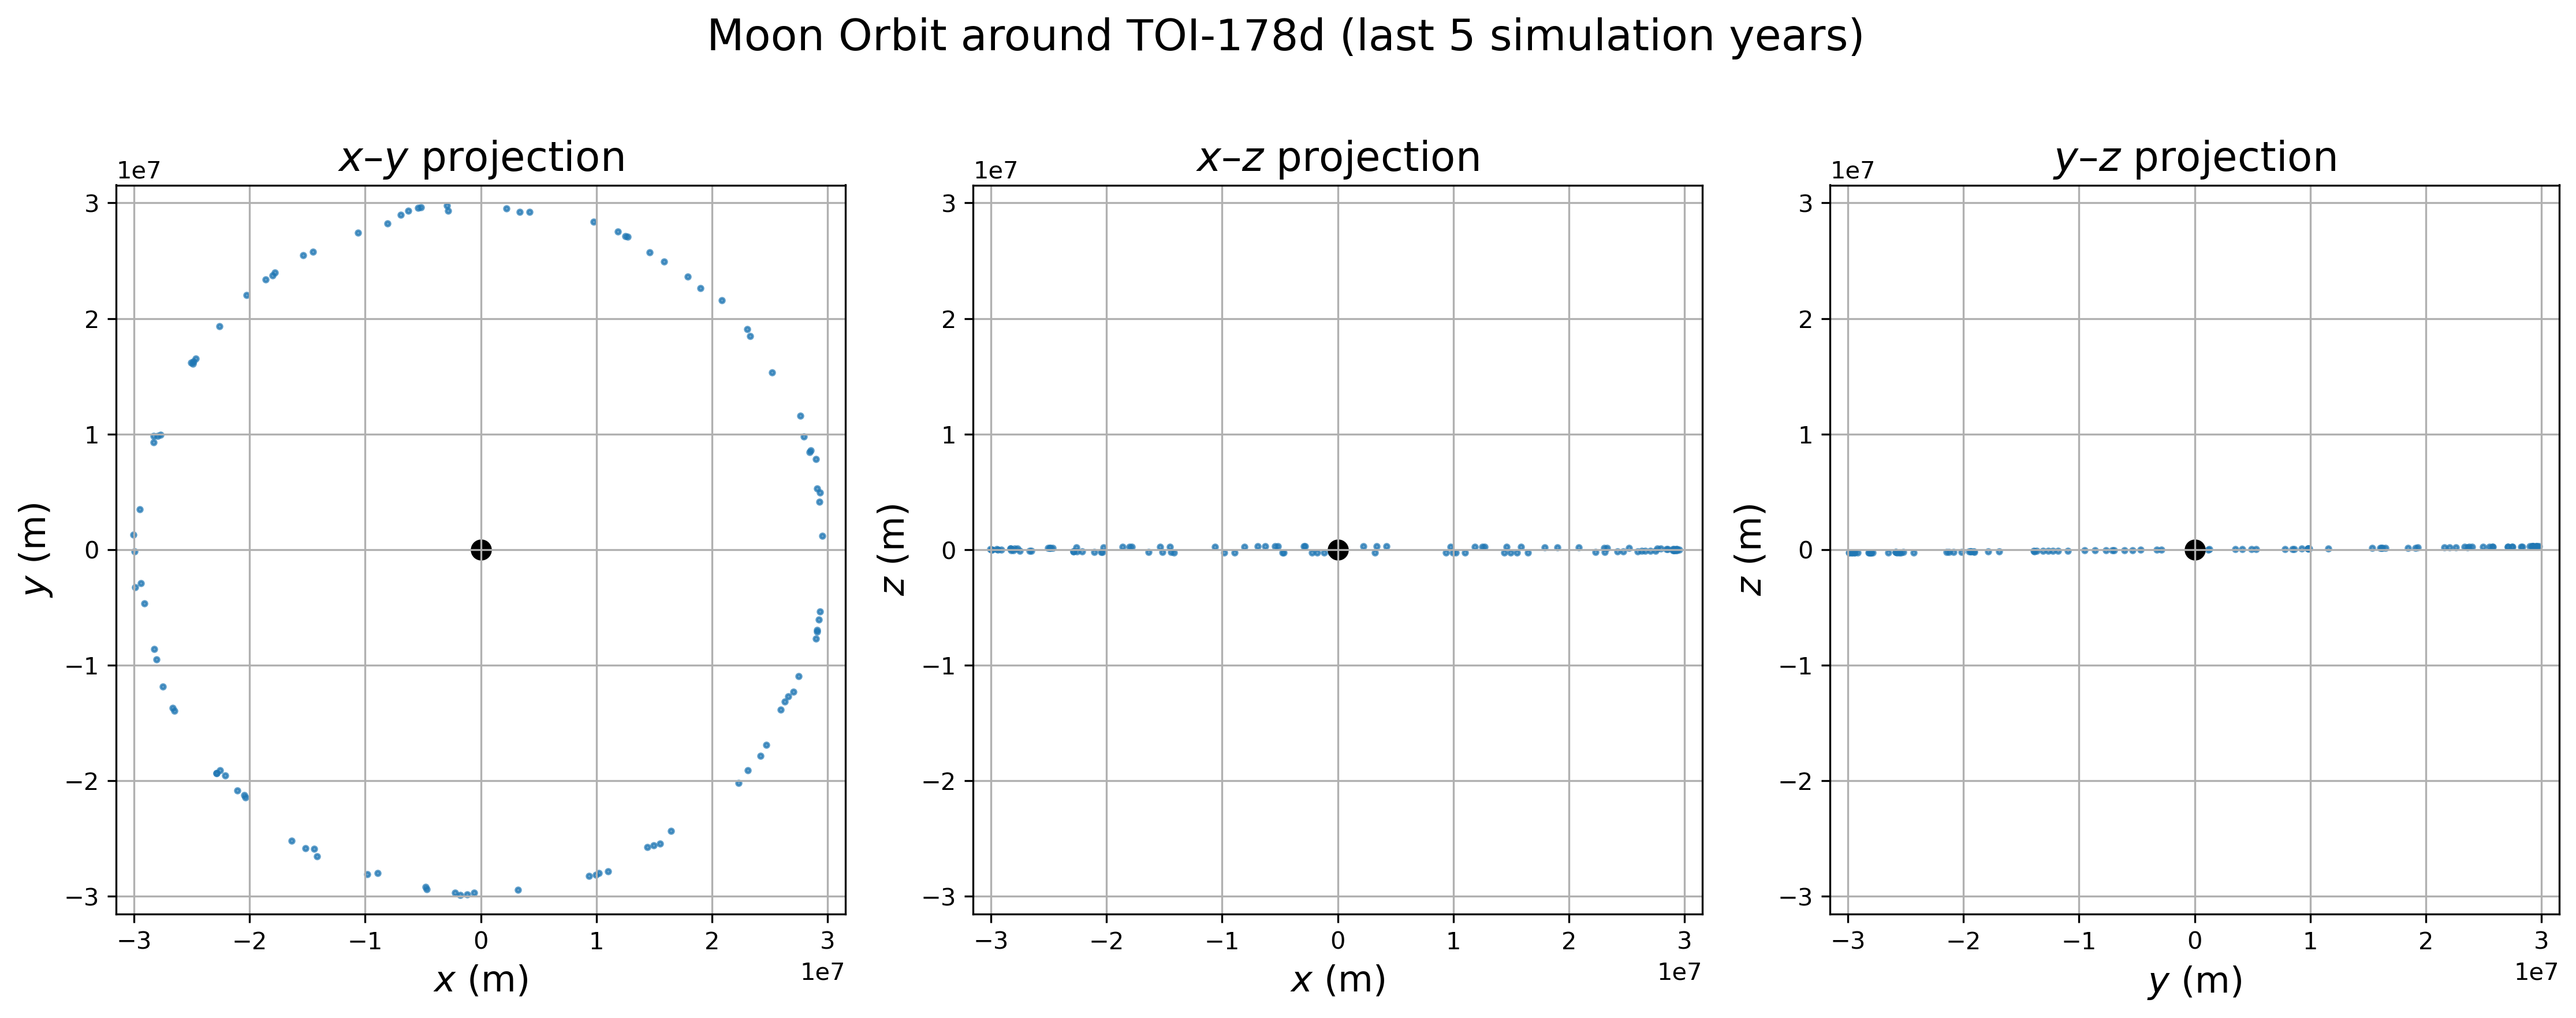 Moon Orbit around TOI-178d (last 5 simulation years)
x–y projection
1e7
3
2
1
0
−1
−2
−3
y (m)
−3
−2
−1
0
1
2
3
1e7
x (m)
x–z projection
1e7
3
2
1
0
−1
−2
−3
z (m)
−3
−2
−1
0
1
2
3
1e7
x (m)
y–z projection
1e7
3
2
1
0
−1
−2
−3
z (m)
−3
−2
−1
0
1
2
3
1e7
y (m)